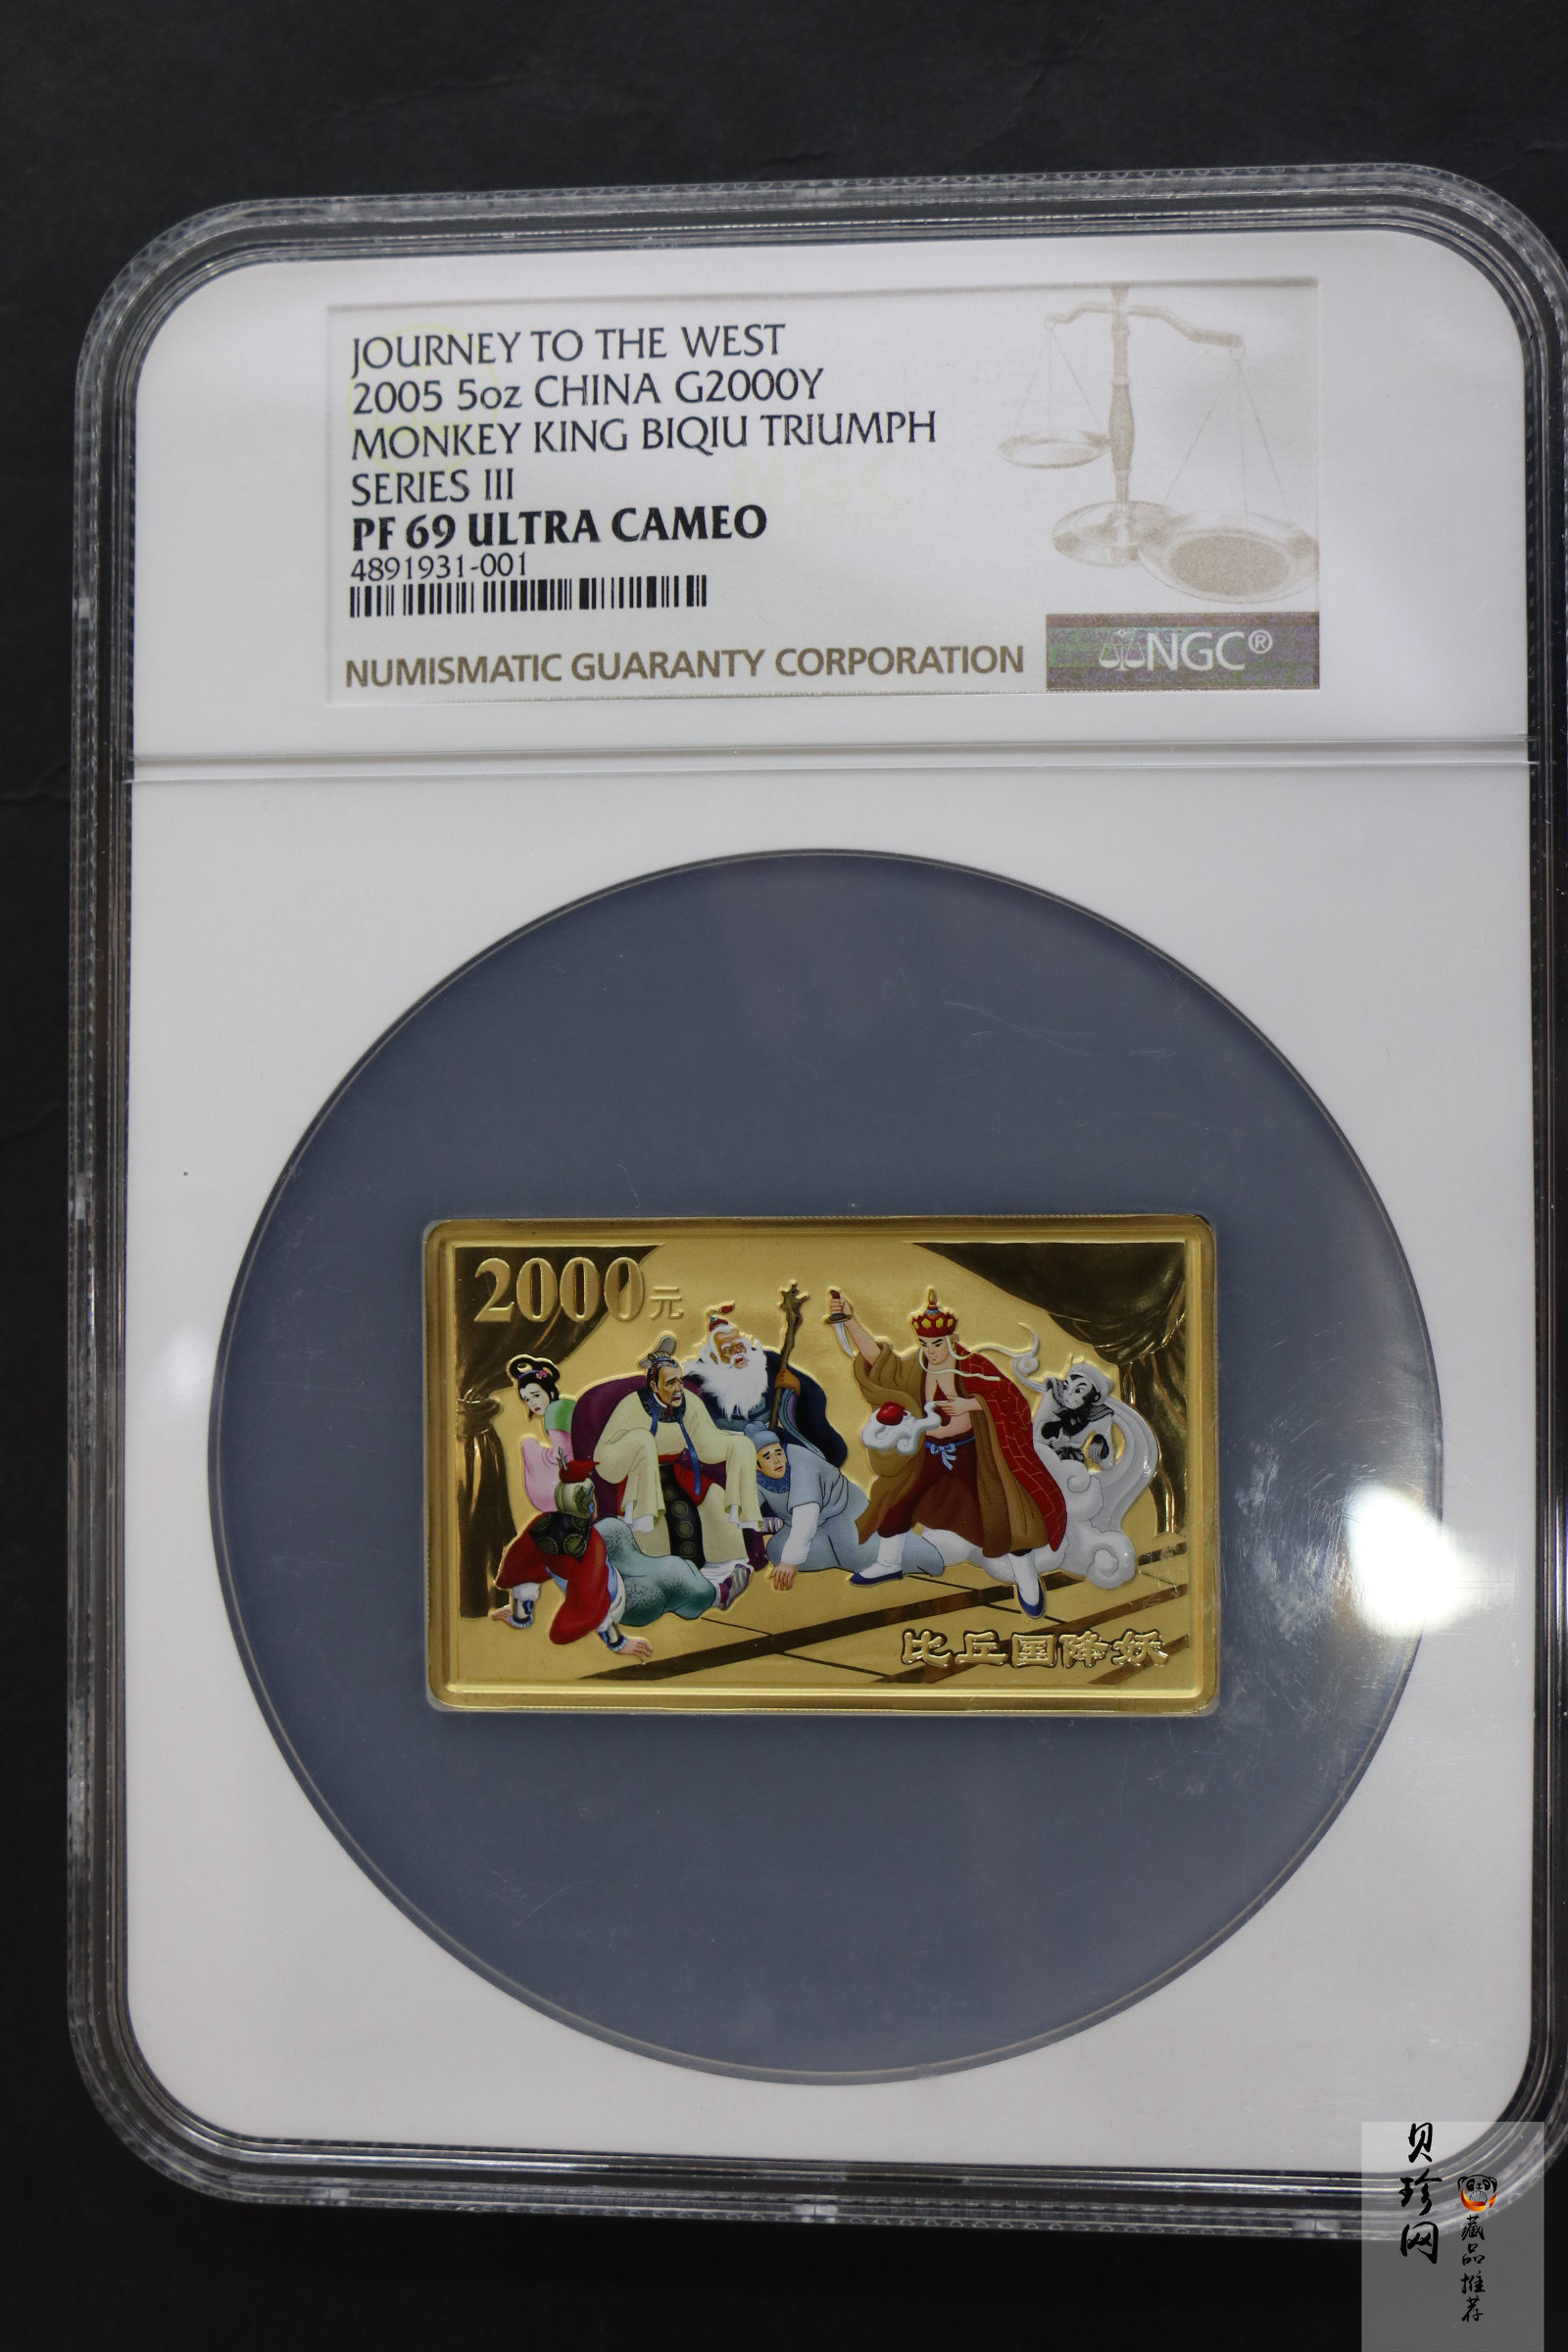 JOURNEY TO THE WEST
2005 5oz CHINA G2000Y
MONKEY KING BIQIU TRIUMPH
SERIES III
PF 69 ULTRA CAMEO
4891931-001
NUMISMATIC GUARANTY CORPORATION
NGC®
2000元
比丘国降妖
贝珍网
藏品推荐